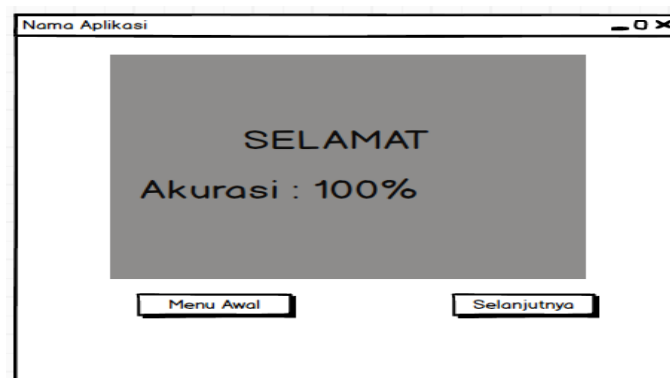 Nama Aplikasi
SELAMAT
Akurasi : 100%
Menu Awal
Selanjutnya